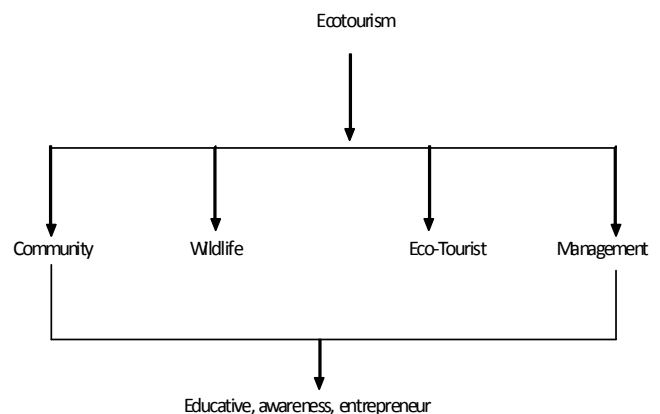 Ecotourism
Community Wildlife Eco-Tourist Management
Educative, awareness, entrepreneur